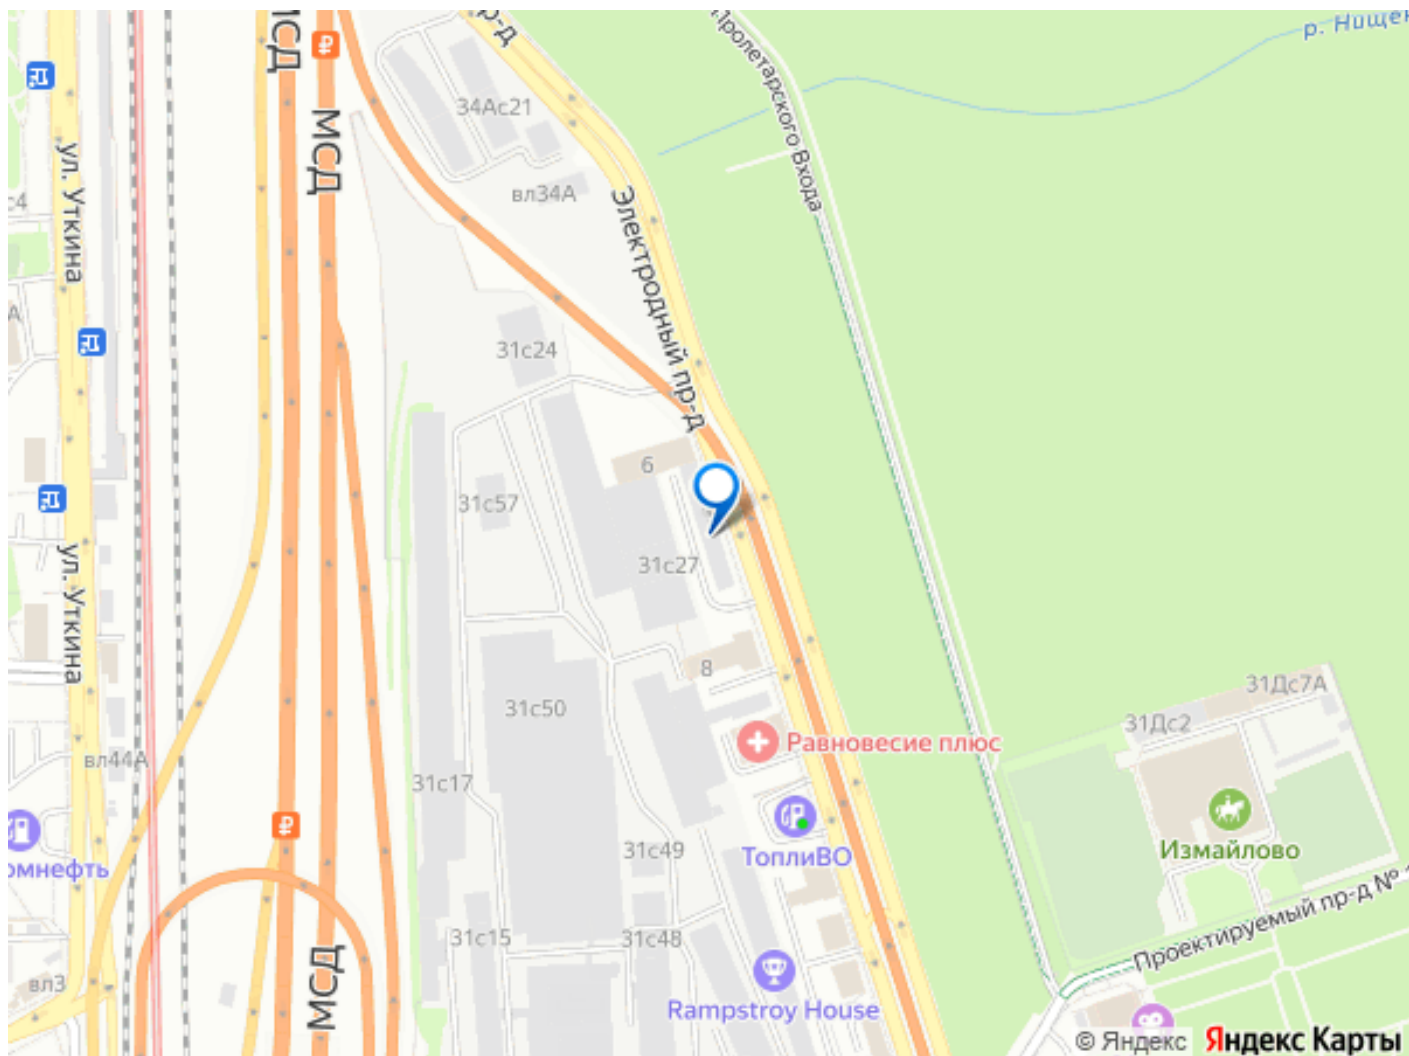 МСД
МСД
34Ас21
вл34А
Электродный пр-д
Пролетарского Входа
р. Нищен
ул. Уткина
31с24
6
31с57
31с27
ул. Уткина
8
31с50
31Дс7А
31Дс2
Равновесие плюс
вл44А
31с17
ТоплиВО
Измайлово
омнефть
31с49
31с15
31с48
Проектируемый пр-д №
МСД
вл3
Rampstroy House
© Яндекс Яндекс Карты